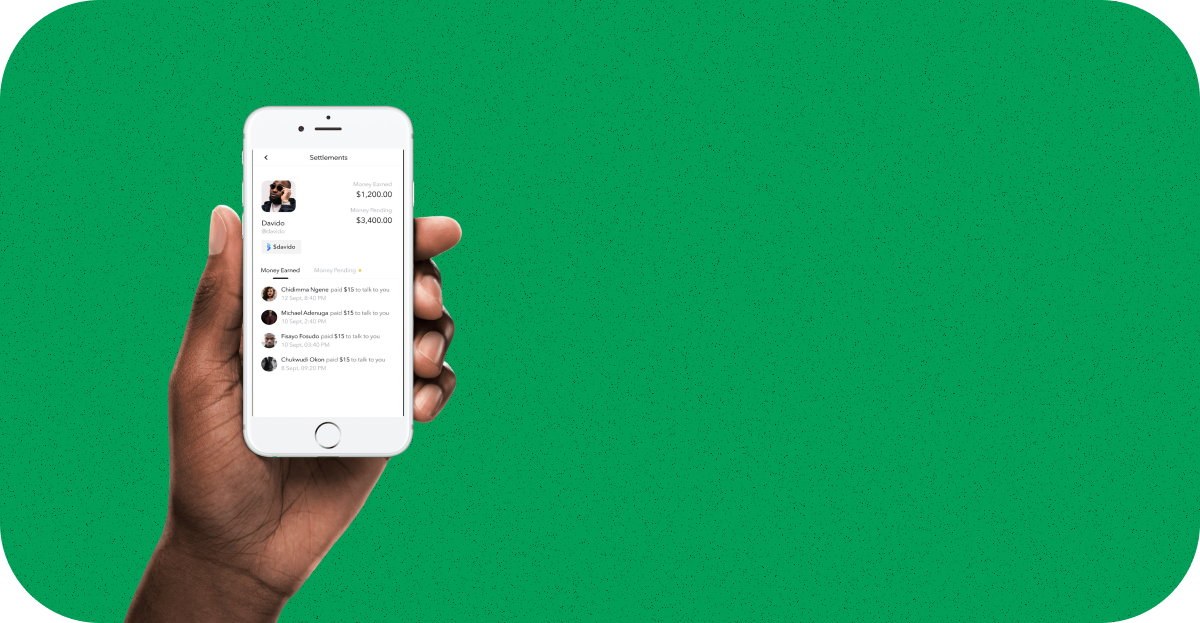 Settlements
Money Earned
$1,200.00
Money Pending
$3,400.00
Davido
@davido
$davido
Money Earned Money Pending
Chidimma Ngene paid $15 to talk to you
12 Sept, 8:40 PM
Michael Adenuga paid $15 to talk to you
10 Sept, 2:40 PM
Fisayo Fosudo paid $15 to talk to you
10 Sept, 03:40 PM
Chukwudi Okon paid $15 to talk to you
8 Sept, 09:20 PM